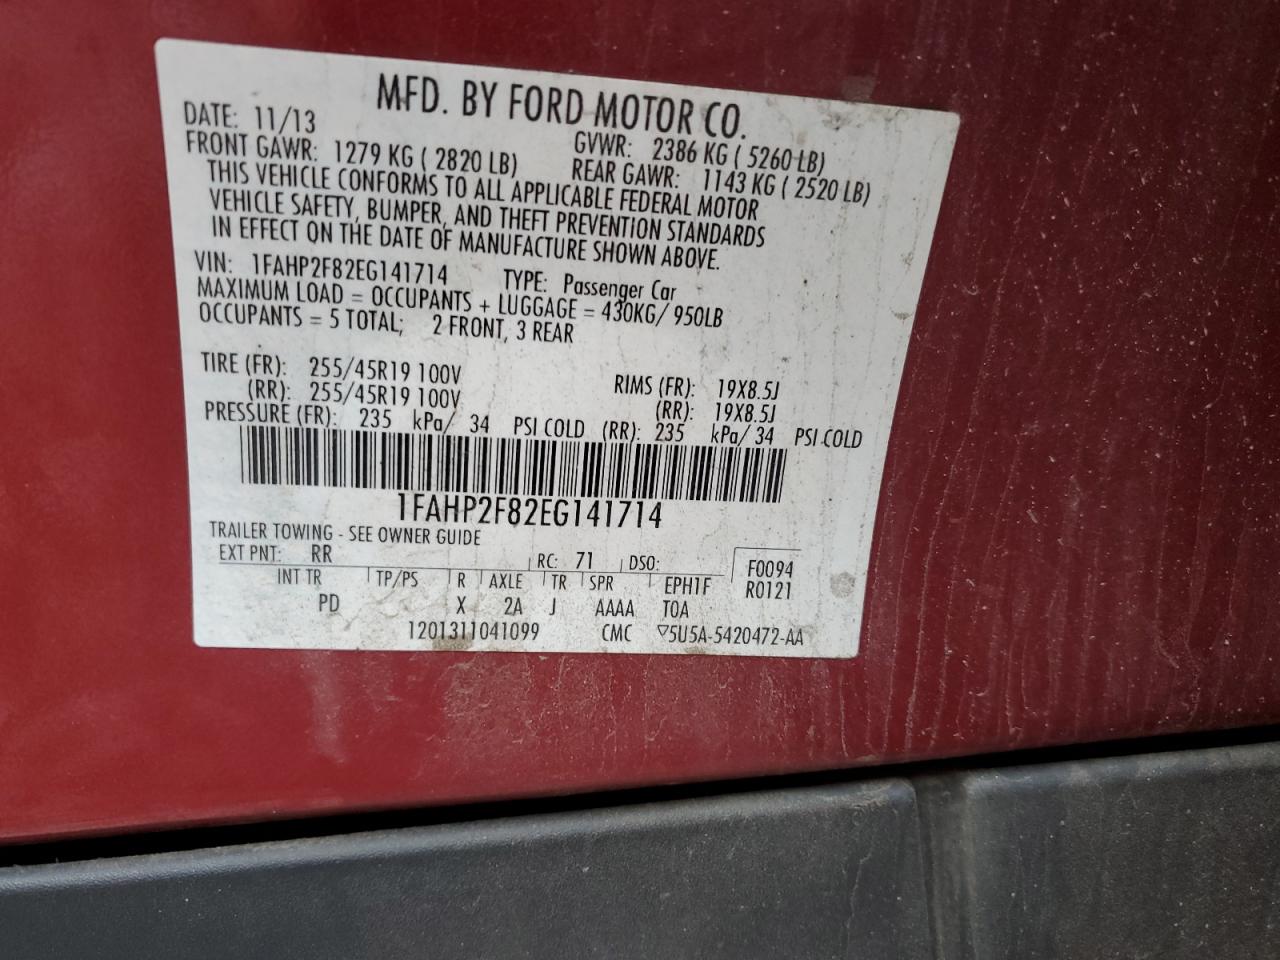 MFD. BY FORD MOTOR CO.
DATE: 11/13 GVWR: 2386 KG ( 5260 LB)
FRONT GAWR: 1279 KG ( 2820 LB) REAR GAWR: 1143 KG ( 2520 LB)
THIS VEHICLE CONFORMS TO ALL APPLICABLE FEDERAL MOTOR
VEHICLE SAFETY, BUMPER, AND THEFT PREVENTION STANDARDS
IN EFFECT ON THE DATE OF MANUFACTURE SHOWN ABOVE.
VIN: 1FAHP2F82EG141714 TYPE: Passenger Car
MAXIMUM LOAD = OCCUPANTS + LUGGAGE = 430KG/ 950LB
OCCUPANTS = 5 TOTAL; 2 FRONT, 3 REAR
TIRE (FR): 255/45R19 100V RIMS (FR): 19X8.5J
(RR): 255/45R19 100V (RR): 19X8.5J
PRESSURE (FR): 235 kPa/ 34 PSI COLD (RR): 235 kPa/ 34 PSI COLD
1FAHP2F82EG141714
TRAILER TOWING - SEE OWNER GUIDE
EXT PNT: RR RC: 71 DSO: F0094
INT TR TP/PS R AXLE TR SPR EPH1F R0121
PD X 2A J AAAA TOA
1201311041099 CMC ▽5U5A-5420472-AA